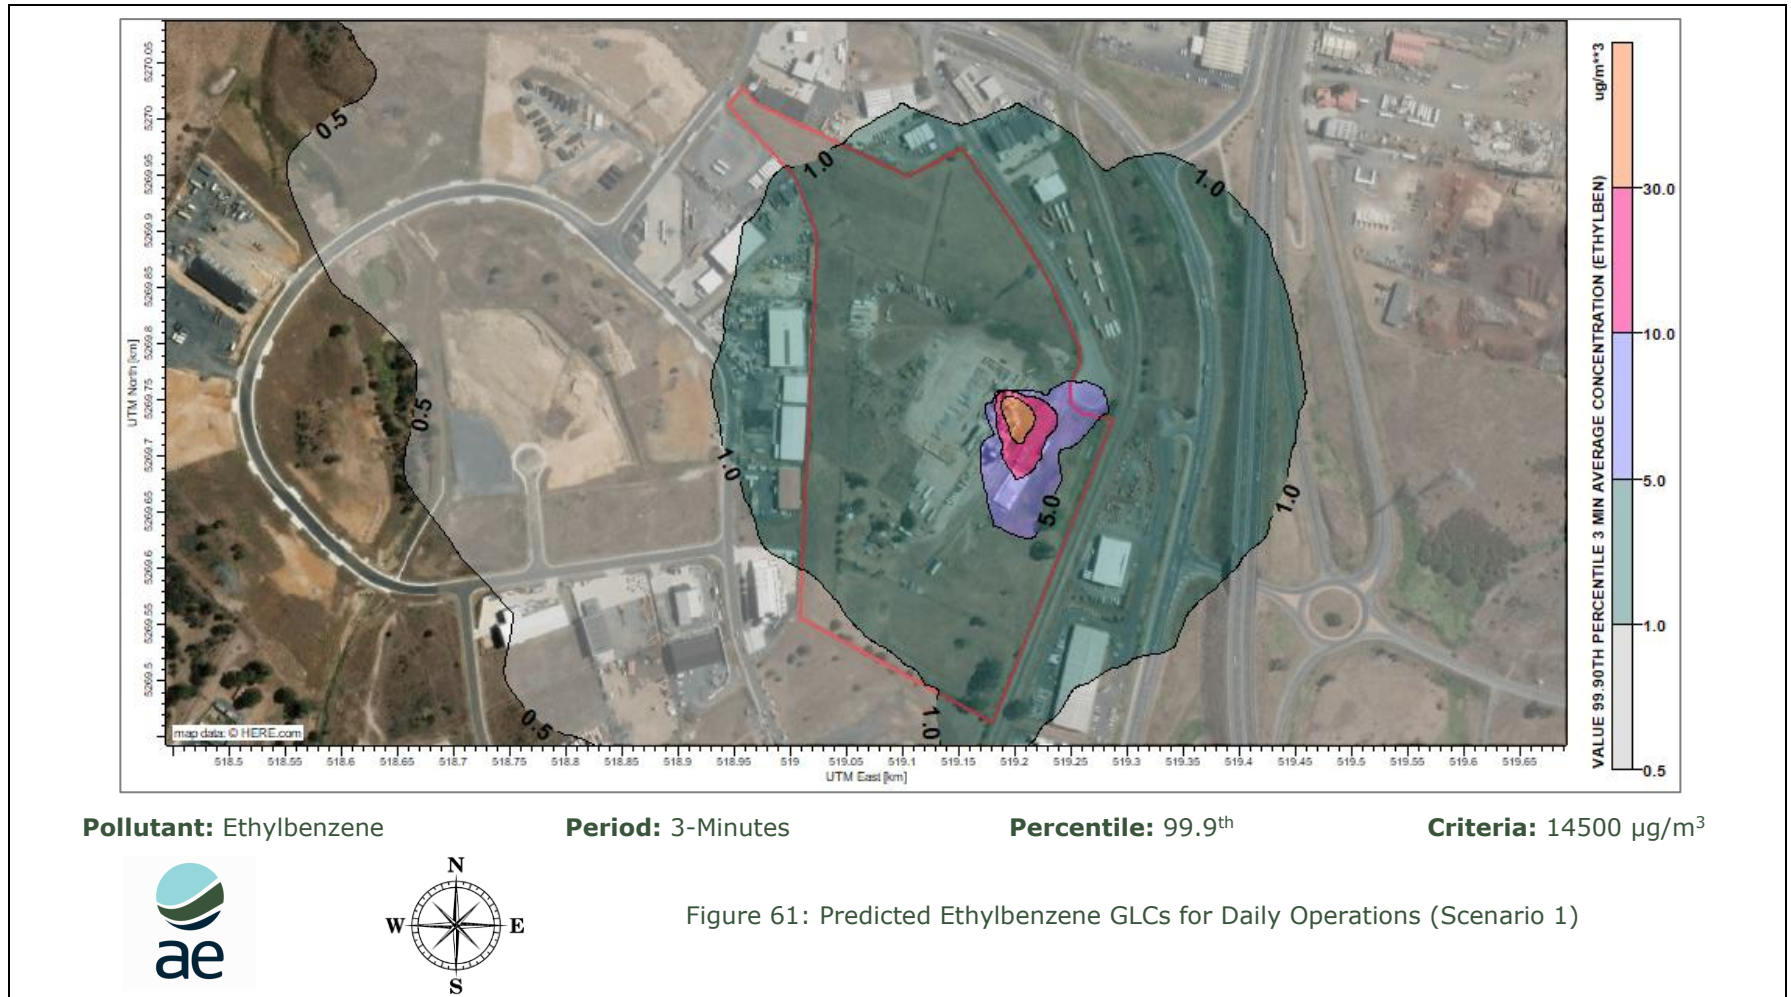 UTM North [km]
5270.05
5270
5269.95
5269.9
5269.85
5269.8
5269.75
5269.7
5269.65
5269.6
5269.55
5269.5
0.5
0.5
0.5
1.0
1.0
1.0
1.0
1.0
5.0
map data: © HERE.com
518.5 518.55 518.6 518.65 518.7 518.75 518.8 518.85 518.9 518.95 519 519.05 519.1 519.15 519.2 519.25 519.3 519.35 519.4 519.45 519.5 519.55 519.6 519.65
UTM East [km]
VALUE 99.90TH PERCENTILE 3 MIN AVERAGE CONCENTRATION (ETHYLBEN) ug/m**3
30.0
10.0
5.0
1.0
0.5
Pollutant: Ethylbenzene Period: 3-Minutes Percentile: 99.9th Criteria: 14500 µg/m3
ae
N
W E
S
Figure 61: Predicted Ethylbenzene GLCs for Daily Operations (Scenario 1)